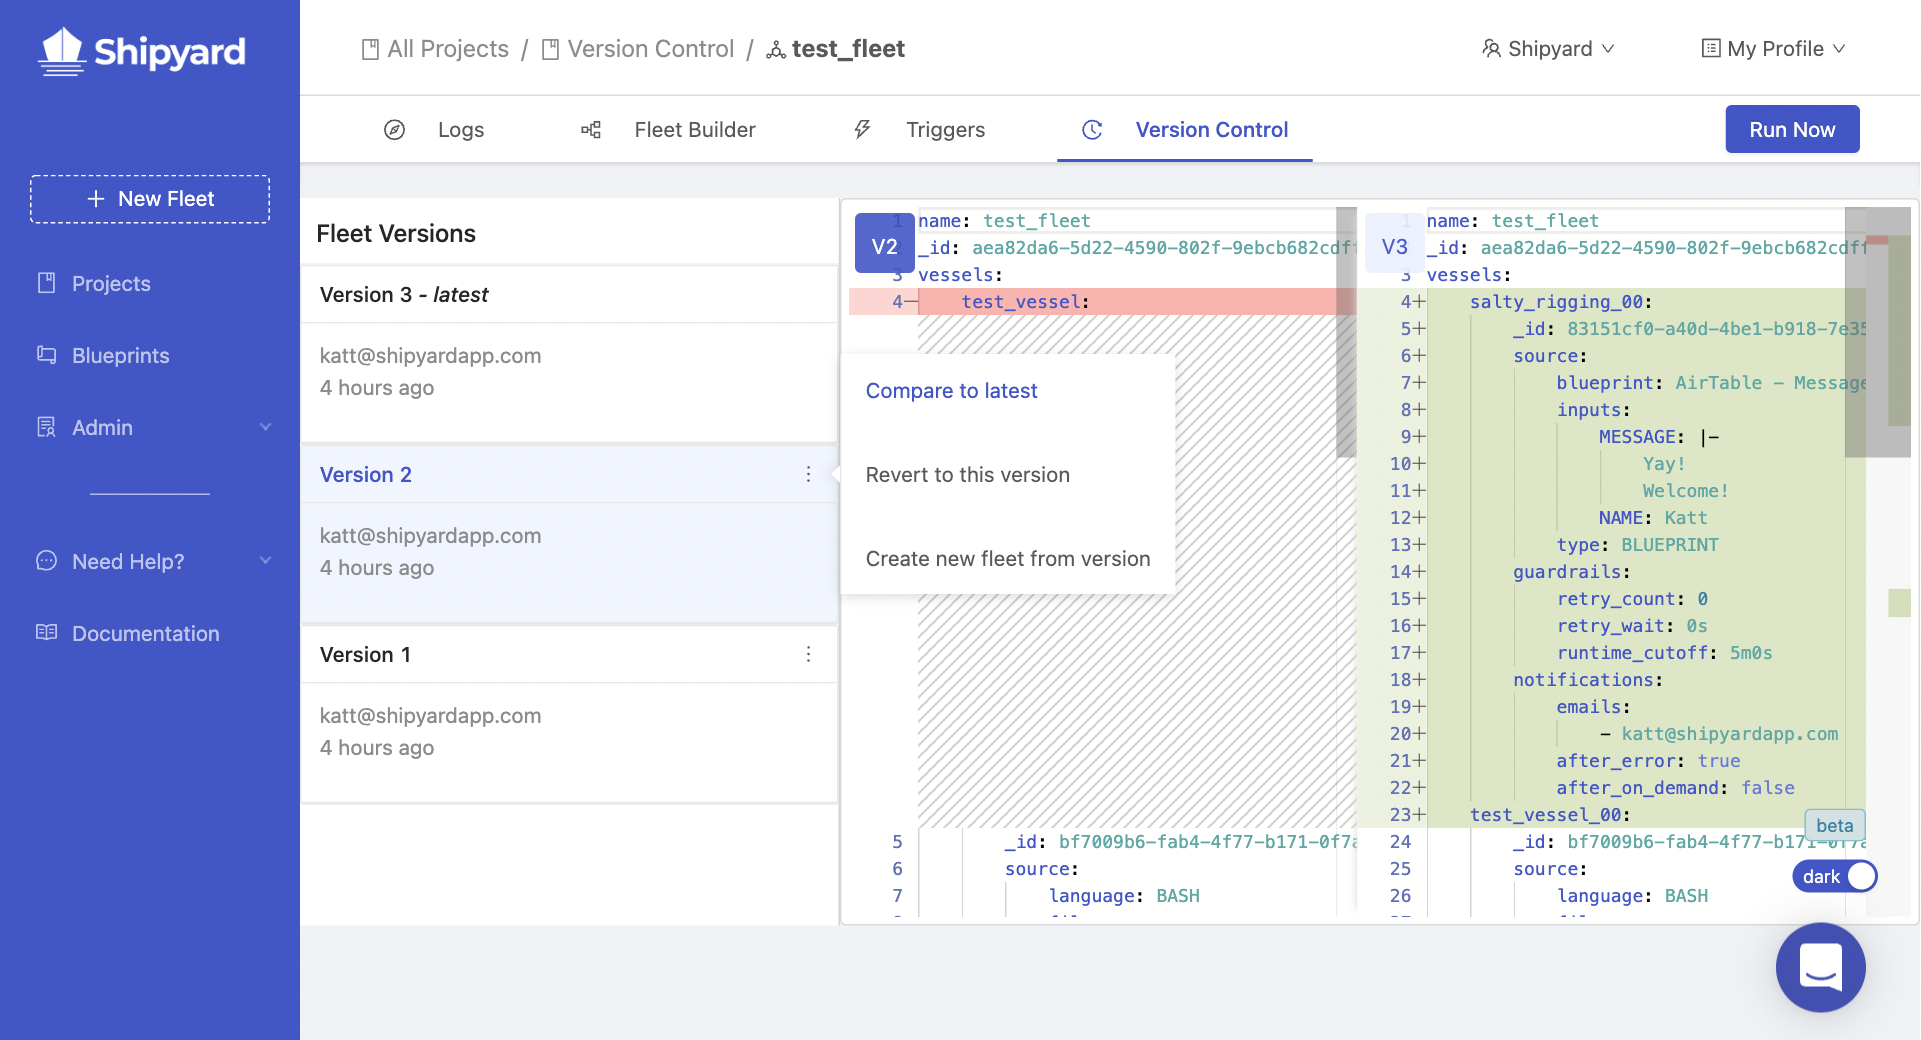 Shipyard
All Projects / Version Control / test_fleet
Shipyard
My Profile
Logs
Fleet Builder
Triggers
Version Control
Run Now
New Fleet
Projects
Blueprints
Admin
Need Help?
Documentation
Fleet Versions
Version 3 - latest
katt@shipyardapp.com
4 hours ago
Version 2
katt@shipyardapp.com
4 hours ago
Version 1
katt@shipyardapp.com
4 hours ago
Compare to latest
Revert to this version
Create new fleet from version
V2
1 name: test_fleet
_id: aea82da6-5d22-4590-802f-9ebcb682cdf
3 vessels:
4— test_vessel:
5 _id: bf7009b6-fab4-4f77-b171-0f7
6 source:
7 language: BASH
V3
1 name: test_fleet
_id: aea82da6-5d22-4590-802f-9ebcb682cdf
3 vessels:
4+ salty_rigging_00:
5+ _id: 83151cf0-a40d-4be1-b918-7e35
6+ source:
7+ blueprint: AirTable - Message
8+ inputs:
9+ MESSAGE: |-
10+ Yay!
11+ Welcome!
12+ NAME: Katt
13+ type: BLUEPRINT
14+ guardrails:
15+ retry_count: 0
16+ retry_wait: 0s
17+ runtime_cutoff: 5m0s
18+ notifications:
19+ emails:
20+ - katt@shipyardapp.com
21+ after_error: true
22+ after_on_demand: false
23+ test_vessel_00:
24 _id: bf7009b6-fab4-4f77-b171-0f7a
25 source:
26 language: BASH
beta
dark